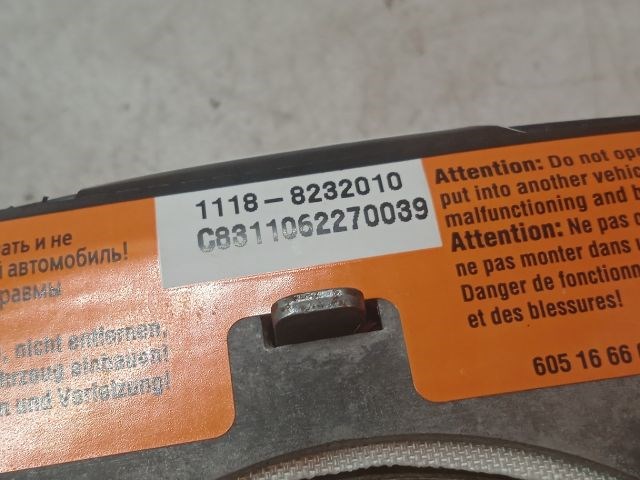 1118-8232010
C8311062270039
ать и не
автомобиль!
равмы
nicht entfernen,
einbauen!
und Verletzung!
Attention: Do not ope
put into another vehic
malfunctioning and b
Attention: Ne pas
ne pas monter dans
Danger de fonction
et des blessures!
605 16 66